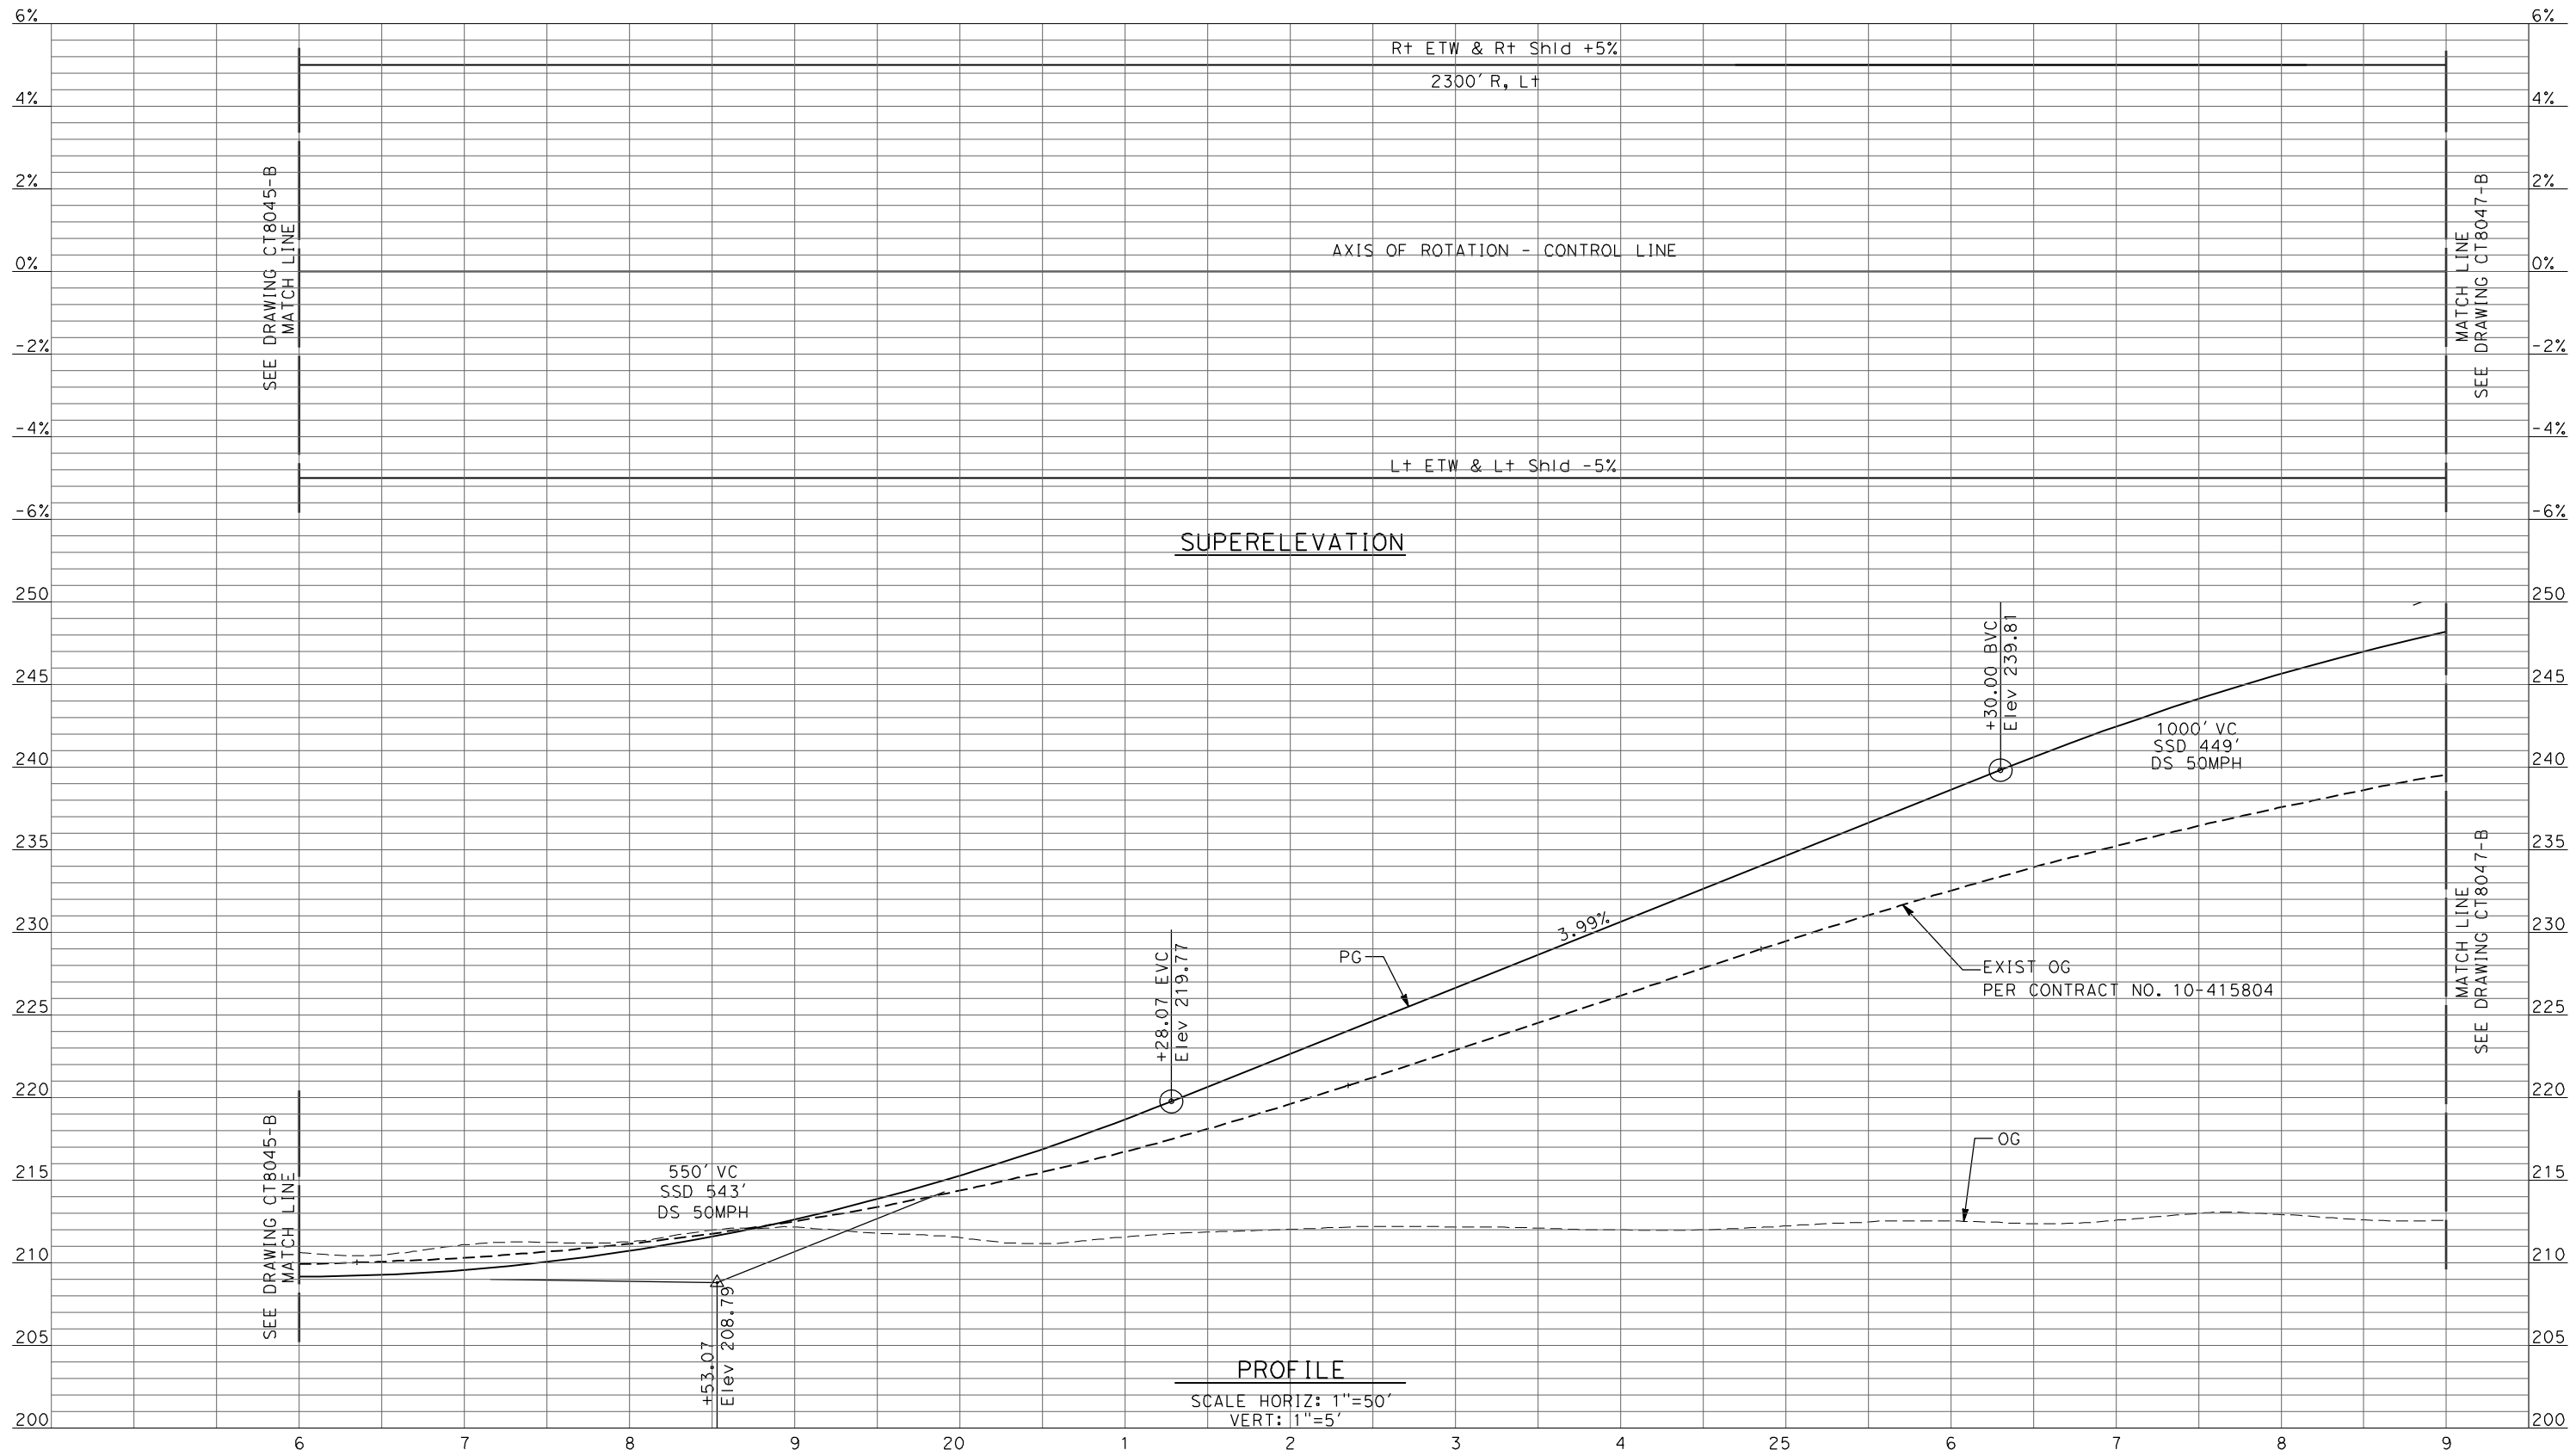 6% 6%
Rt ETW & Rt Shld +5%
2300' R, Lt
4% 4%
2% 2%
SEE DRAWING CT8045-B
MATCH LINE
MATCH LINE
SEE DRAWING CT8047-B
AXIS OF ROTATION - CONTROL LINE
0% 0%
-2% -2%
-4% -4%
Lt ETW & Lt Shld -5%
-6% -6%
SUPERELEVATION
250 250
+30.00 BVC
Elev 239.81
245 245
1000' VC
SSD 449'
DS 50MPH
240 240
235 235
3.99%
230 230
PG
+28.07 EVC
Elev 219.77
EXIST OG
PER CONTRACT NO. 10-415804
MATCH LINE
SEE DRAWING CT8047-B
225 225
220 220
OG
SEE DRAWING CT8045-B
MATCH LINE
550' VC
SSD 543'
DS 50MPH
215 215
210 210
+53.07
Elev 208.79
205 205
PROFILE
SCALE HORIZ: 1"=50'
VERT: 1"=5'
200 200
6 7 8 9 20 1 2 3 4 25 6 7 8 9